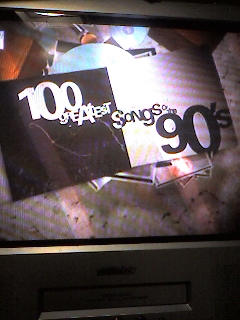 100
GREATEST
SONGS OF THE
90's